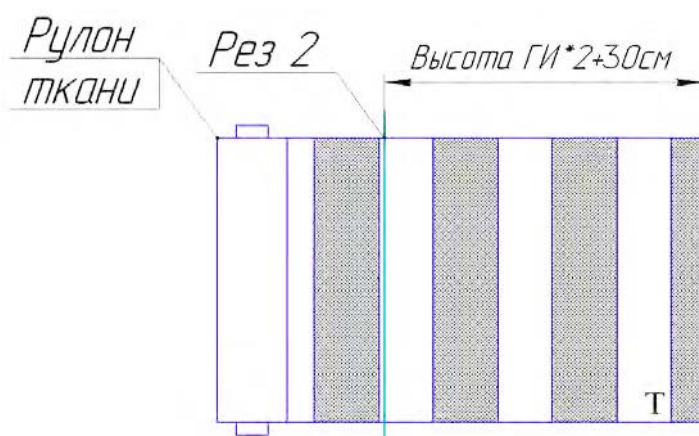 Рулон
ткани
Рез 2
Высота ГИ*2+30см
Т